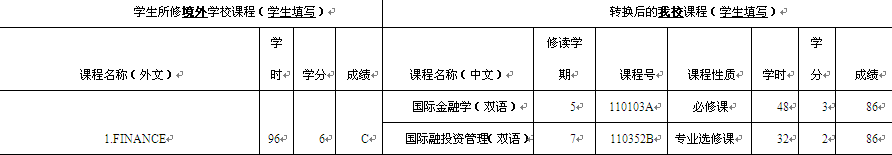 学生所修境外学校课程（学生填写） 转换后的我校课程（学生填写）
课程名称（外文） 学时 学分 成绩 课程名称（中文） 修读学期 课程号 课程性质 学时 学分 成绩
1.FINANCE 96 6 C 国际金融学（双语） 5 110103A 必修课 48 3 86
国际融投资管理（双语） 7 110352B 专业选修课 32 2 86